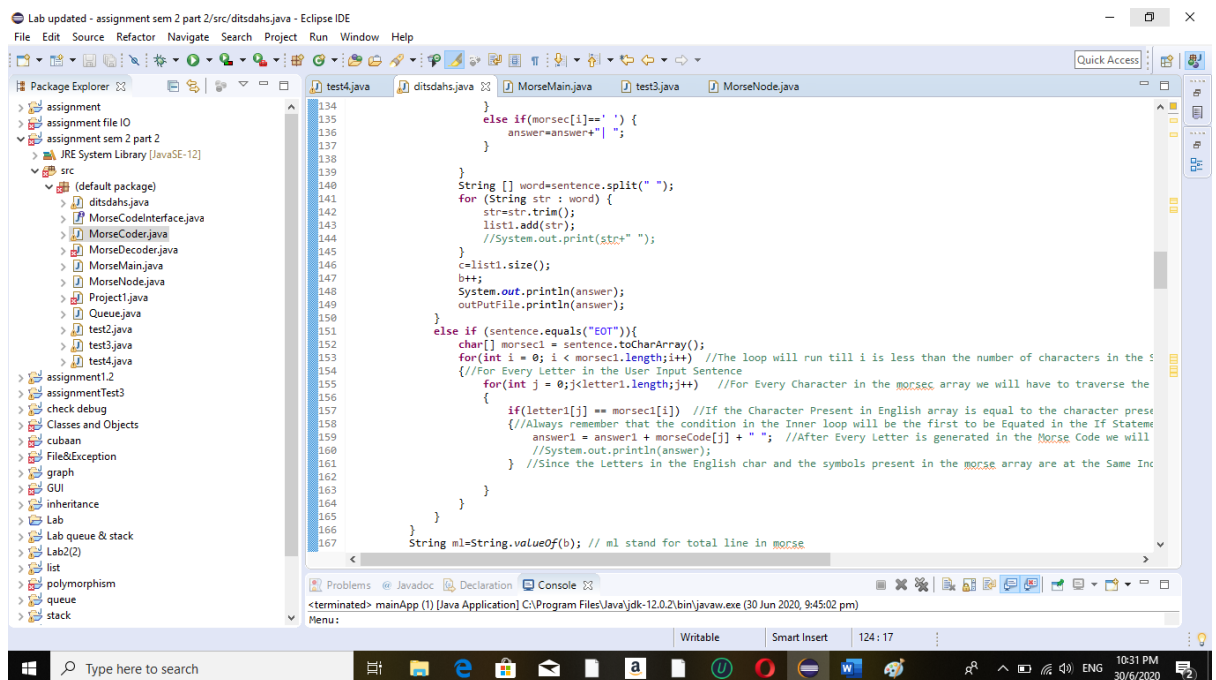 Lab updated - assignment sem 2 part 2/src/ditsdahs.java - Eclipse IDE
File Edit Source Refactor Navigate Search Project Run Window Help
Quick Access
Package Explorer
assignment
assignment file IO
assignment sem 2 part 2
JRE System Library [JavaSE-12]
src
(default package)
ditsdahs.java
MorseCodeInterface.java
MorseCoder.java
MorseDecoder.java
MorseMain.java
MorseNode.java
Project1.java
Queue.java
test2.java
test3.java
test4.java
assignment1.2
assignmentTest3
check debug
Classes and Objects
cubaan
File&Exception
graph
GUI
inheritance
Lab
Lab queue & stack
Lab2(2)
list
polymorphism
queue
stack
test4.java ditsdahs.java MorseMain.java test3.java MorseNode.java
134 }
135 else if(morsec[i]==' ') {
136 answer=answer+"| ";
137 }
138
139 }
140 String [] word=sentence.split(" ");
141 for (String str : word) {
142 str=str.trim();
143 list1.add(str);
144 //System.out.print(str+" ");
145 }
146 c=list1.size();
147 b++;
148 System.out.println(answer);
149 outPutFile.println(answer);
150 }
151 else if (sentence.equals("EOT")){
152 char[] morsec1 = sentence.toCharArray();
153 for(int i = 0; i < morsec1.length;i++) //The loop will run till i is less than the number of characters in the S
154 {//For Every Letter in the User Input Sentence
155 for(int j = 0;j<letter1.length;j++) //For Every Character in the morsec array we will have to traverse the
156 {
157 if(letter1[j] == morsec1[i]) //If the Character Present in English array is equal to the character prese
158 {//Always remember that the condition in the Inner loop will be the first to be Equated in the If Stateme
159 answer1 = answer1 + morseCode[j] + " "; //After Every Letter is generated in the Morse Code we will
160 //System.out.println(answer);
161 } //Since the Letters in the English char and the symbols present in the morse array are at the Same Ind
162
163 }
164 }
165 }
166 }
167 String ml=String.valueOf(b); // ml stand for total line in morse
Problems @ Javadoc Declaration Console
<terminated> mainApp (1) [Java Application] C:\Program Files\Java\jdk-12.0.2\bin\javaw.exe (30 Jun 2020, 9:45:02 pm)
Menu:
Writable Smart Insert 124 : 17
Type here to search
ENG
10:31 PM
30/6/2020